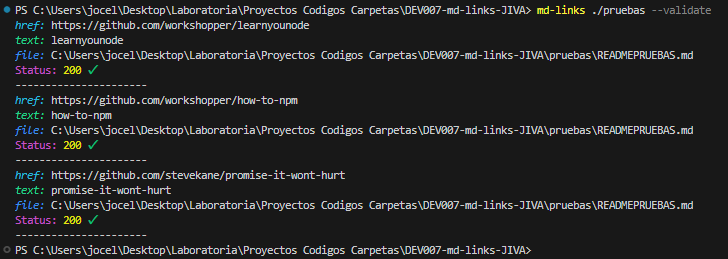 PS C:\Users\jocel\Desktop\Laboratoria\Proyectos Codigos Carpetas\DEV007-md-links-JIVA> md-links ./pruebas --validate
href: https://github.com/workshopper/learnyounode
text: learnyounode
file: C:\Users\jocel\Desktop\Laboratoria\Proyectos Codigos Carpetas\DEV007-md-links-JIVA\pruebas\READMEPRUEBAS.md
Status: 200 ✓
----------------------
href: https://github.com/workshopper/how-to-npm
text: how-to-npm
file: C:\Users\jocel\Desktop\Laboratoria\Proyectos Codigos Carpetas\DEV007-md-links-JIVA\pruebas\READMEPRUEBAS.md
Status: 200 ✓
----------------------
href: https://github.com/stevekane/promise-it-wont-hurt
text: promise-it-wont-hurt
file: C:\Users\jocel\Desktop\Laboratoria\Proyectos Codigos Carpetas\DEV007-md-links-JIVA\pruebas\READMEPRUEBAS.md
Status: 200 ✓
----------------------
PS C:\Users\jocel\Desktop\Laboratoria\Proyectos Codigos Carpetas\DEV007-md-links-JIVA>